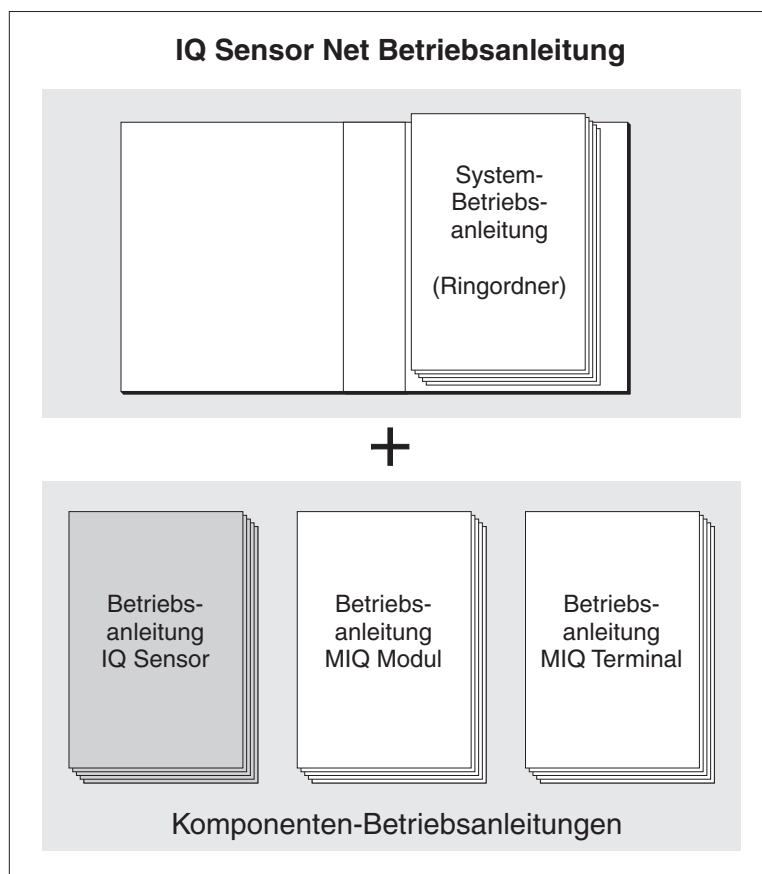 IQ Sensor Net Betriebsanleitung
System-
Betriebs-
anleitung
(Ringordner)
+
Betriebs-
anleitung
IQ Sensor
Betriebs-
anleitung
MIQ Modul
Betriebs-
anleitung
MIQ Terminal
Komponenten-Betriebsanleitungen